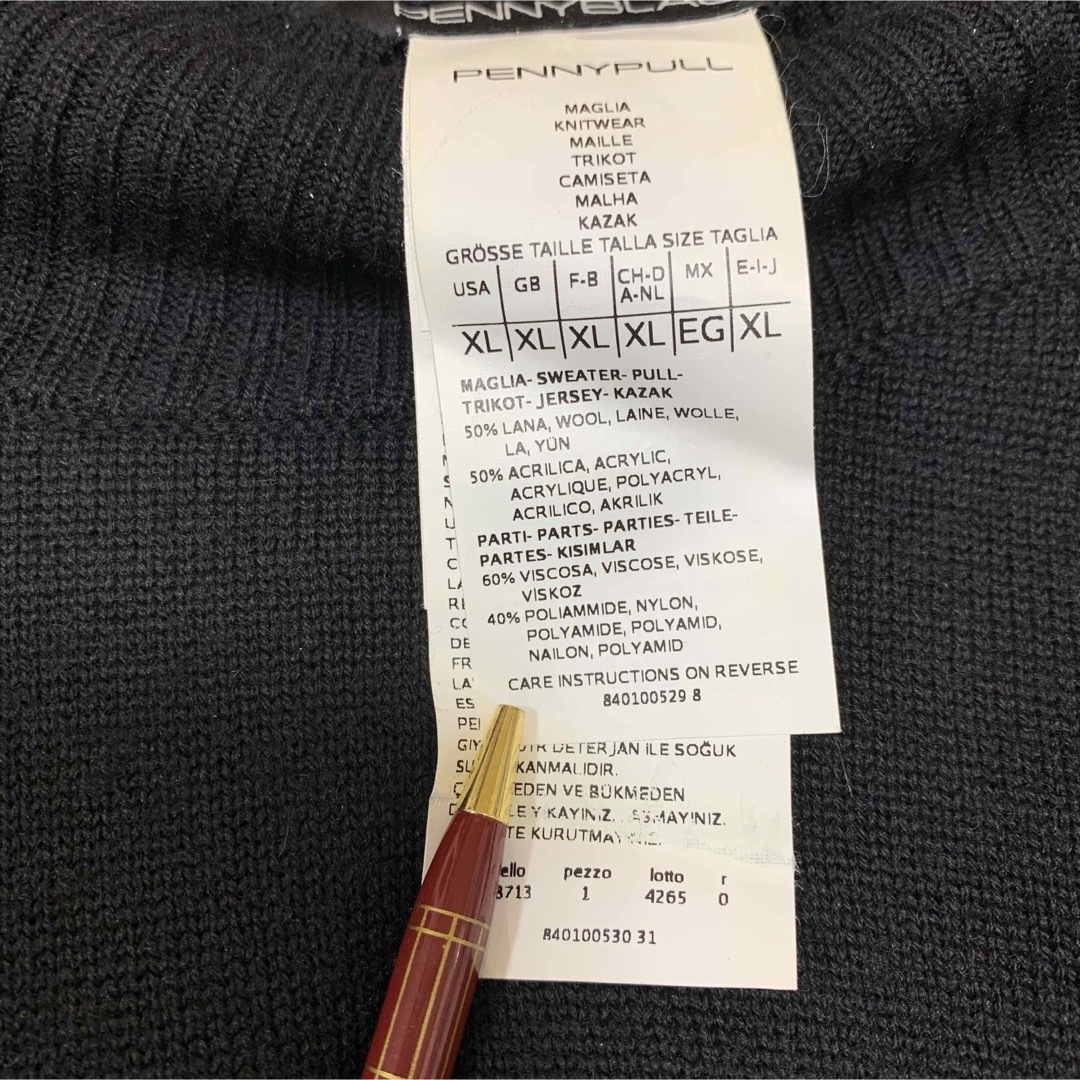 PENNYBLAC
PENNYPULL
MAGLIA
KNITWEAR
MAILLE
TRIKOT
CAMISETA
MALHA
KAZAK
GRÖSSE TAILLE TALLA SIZE TAGLIA
USA GB F-B CH-D A-NL MX E-I-J
XL XL XL XL EG XL
MAGLIA- SWEATER- PULL-
TRIKOT- JERSEY- KAZAK
50% LANA, WOOL, LAINE, WOLLE,
LA, YÜN
50% ACRILICA, ACRYLIC,
ACRYLIQUE, POLYACRYL,
ACRILICO, AKRILIK
PARTI- PARTS- PARTIES- TEILE-
PARTES- KISIMLAR
60% VISCOSA, VISCOSE, VISKOSE,
VISKOZ
40% POLIAMMIDE, NYLON,
POLYAMIDE, POLYAMID,
NAILON, POLYAMID
CARE INSTRUCTIONS ON REVERSE
840100529 8
DETERJAN ILE SOĞUK
KANMALIDIR.
EDEN VE BÜKMEDEN
KURUTMA
ello pezzo lotto r
3713 1 4265 0
840100530 31